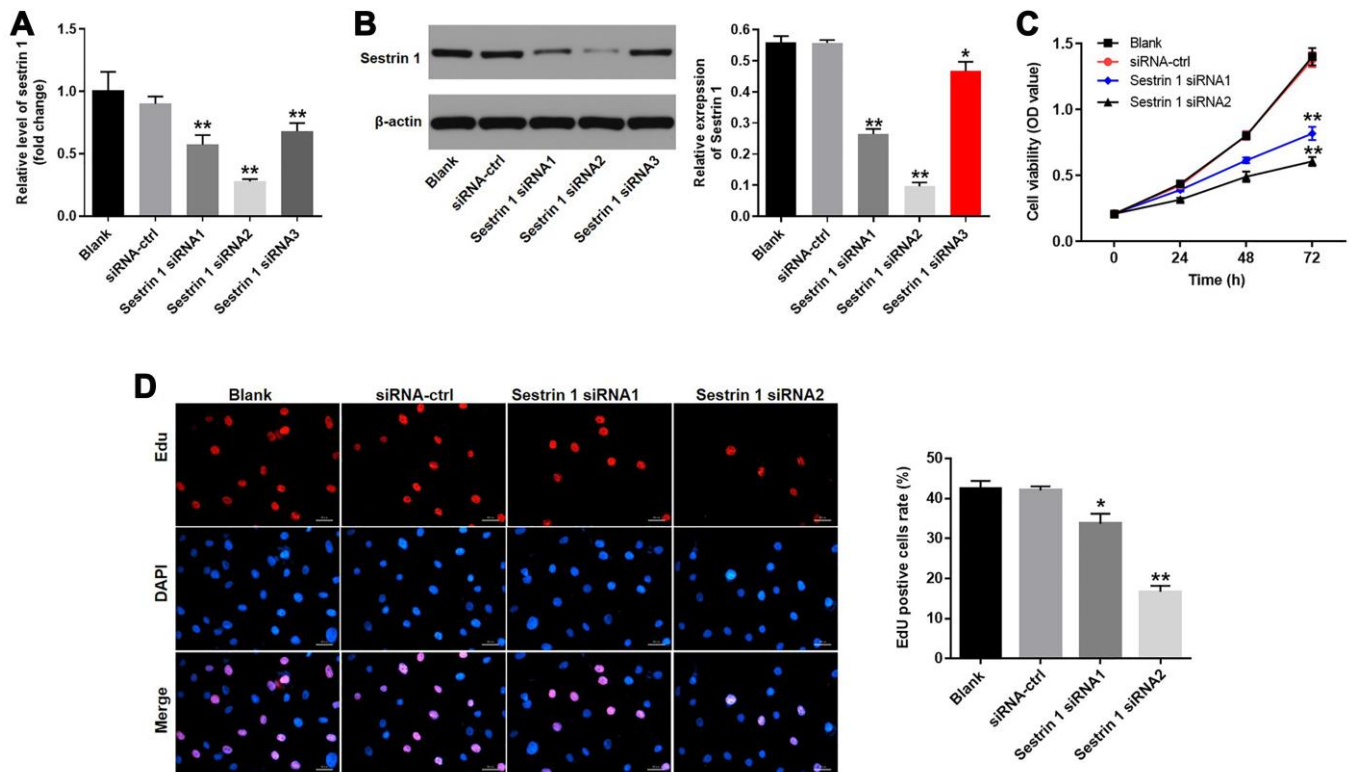 A
Relative level of sestrin 1
(fold change)
1.5
1.0
0.5
0.0
**
**
**
Blank
siRNA-ctrl
Sestrin 1 siRNA1
Sestrin 1 siRNA2
Sestrin 1 siRNA3
B
Sestrin 1
β-actin
Blank
siRNA-ctrl
Sestrin 1 siRNA1
Sestrin 1 siRNA2
Sestrin 1 siRNA3
Relative exprepssion
of Sestrin 1
0.6
0.5
0.4
0.3
0.2
0.1
0.0
**
**
*
Blank
siRNA-ctrl
Sestrin 1 siRNA1
Sestrin 1 siRNA2
Sestrin 1 siRNA3
C
Blank
siRNA-ctrl
Sestrin 1 siRNA1
Sestrin 1 siRNA2
Cell viability (OD value)
1.5
1.0
0.5
0.0
**
**
0 24 48 72
Time (h)
D
Blank siRNA-ctrl Sestrin 1 siRNA1 Sestrin 1 siRNA2
Edu
DAPI
Merge
EdU postive cells rate (%)
50
40
30
20
10
0
*
**
Blank
siRNA-ctrl
Sestrin 1 siRNA1
Sestrin 1 siRNA2